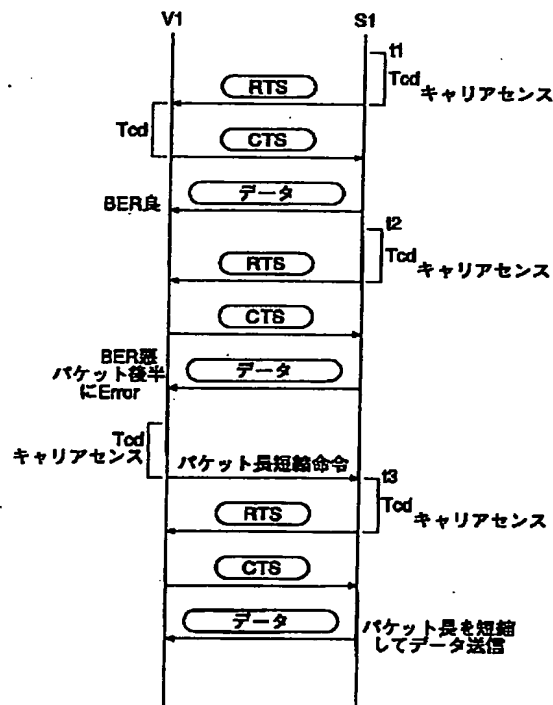 V1 S1
t1
RTS Tcd キャリアセンス
Tcd
CTS
データ
BER良
t2
RTS Tcd キャリアセンス
CTS
BER悪
パケット後半
にError
データ
Tcd
キャリアセンス
パケット長短縮命令
t3
RTS Tcd キャリアセンス
CTS
データ
パケット長を短縮
してデータ送信